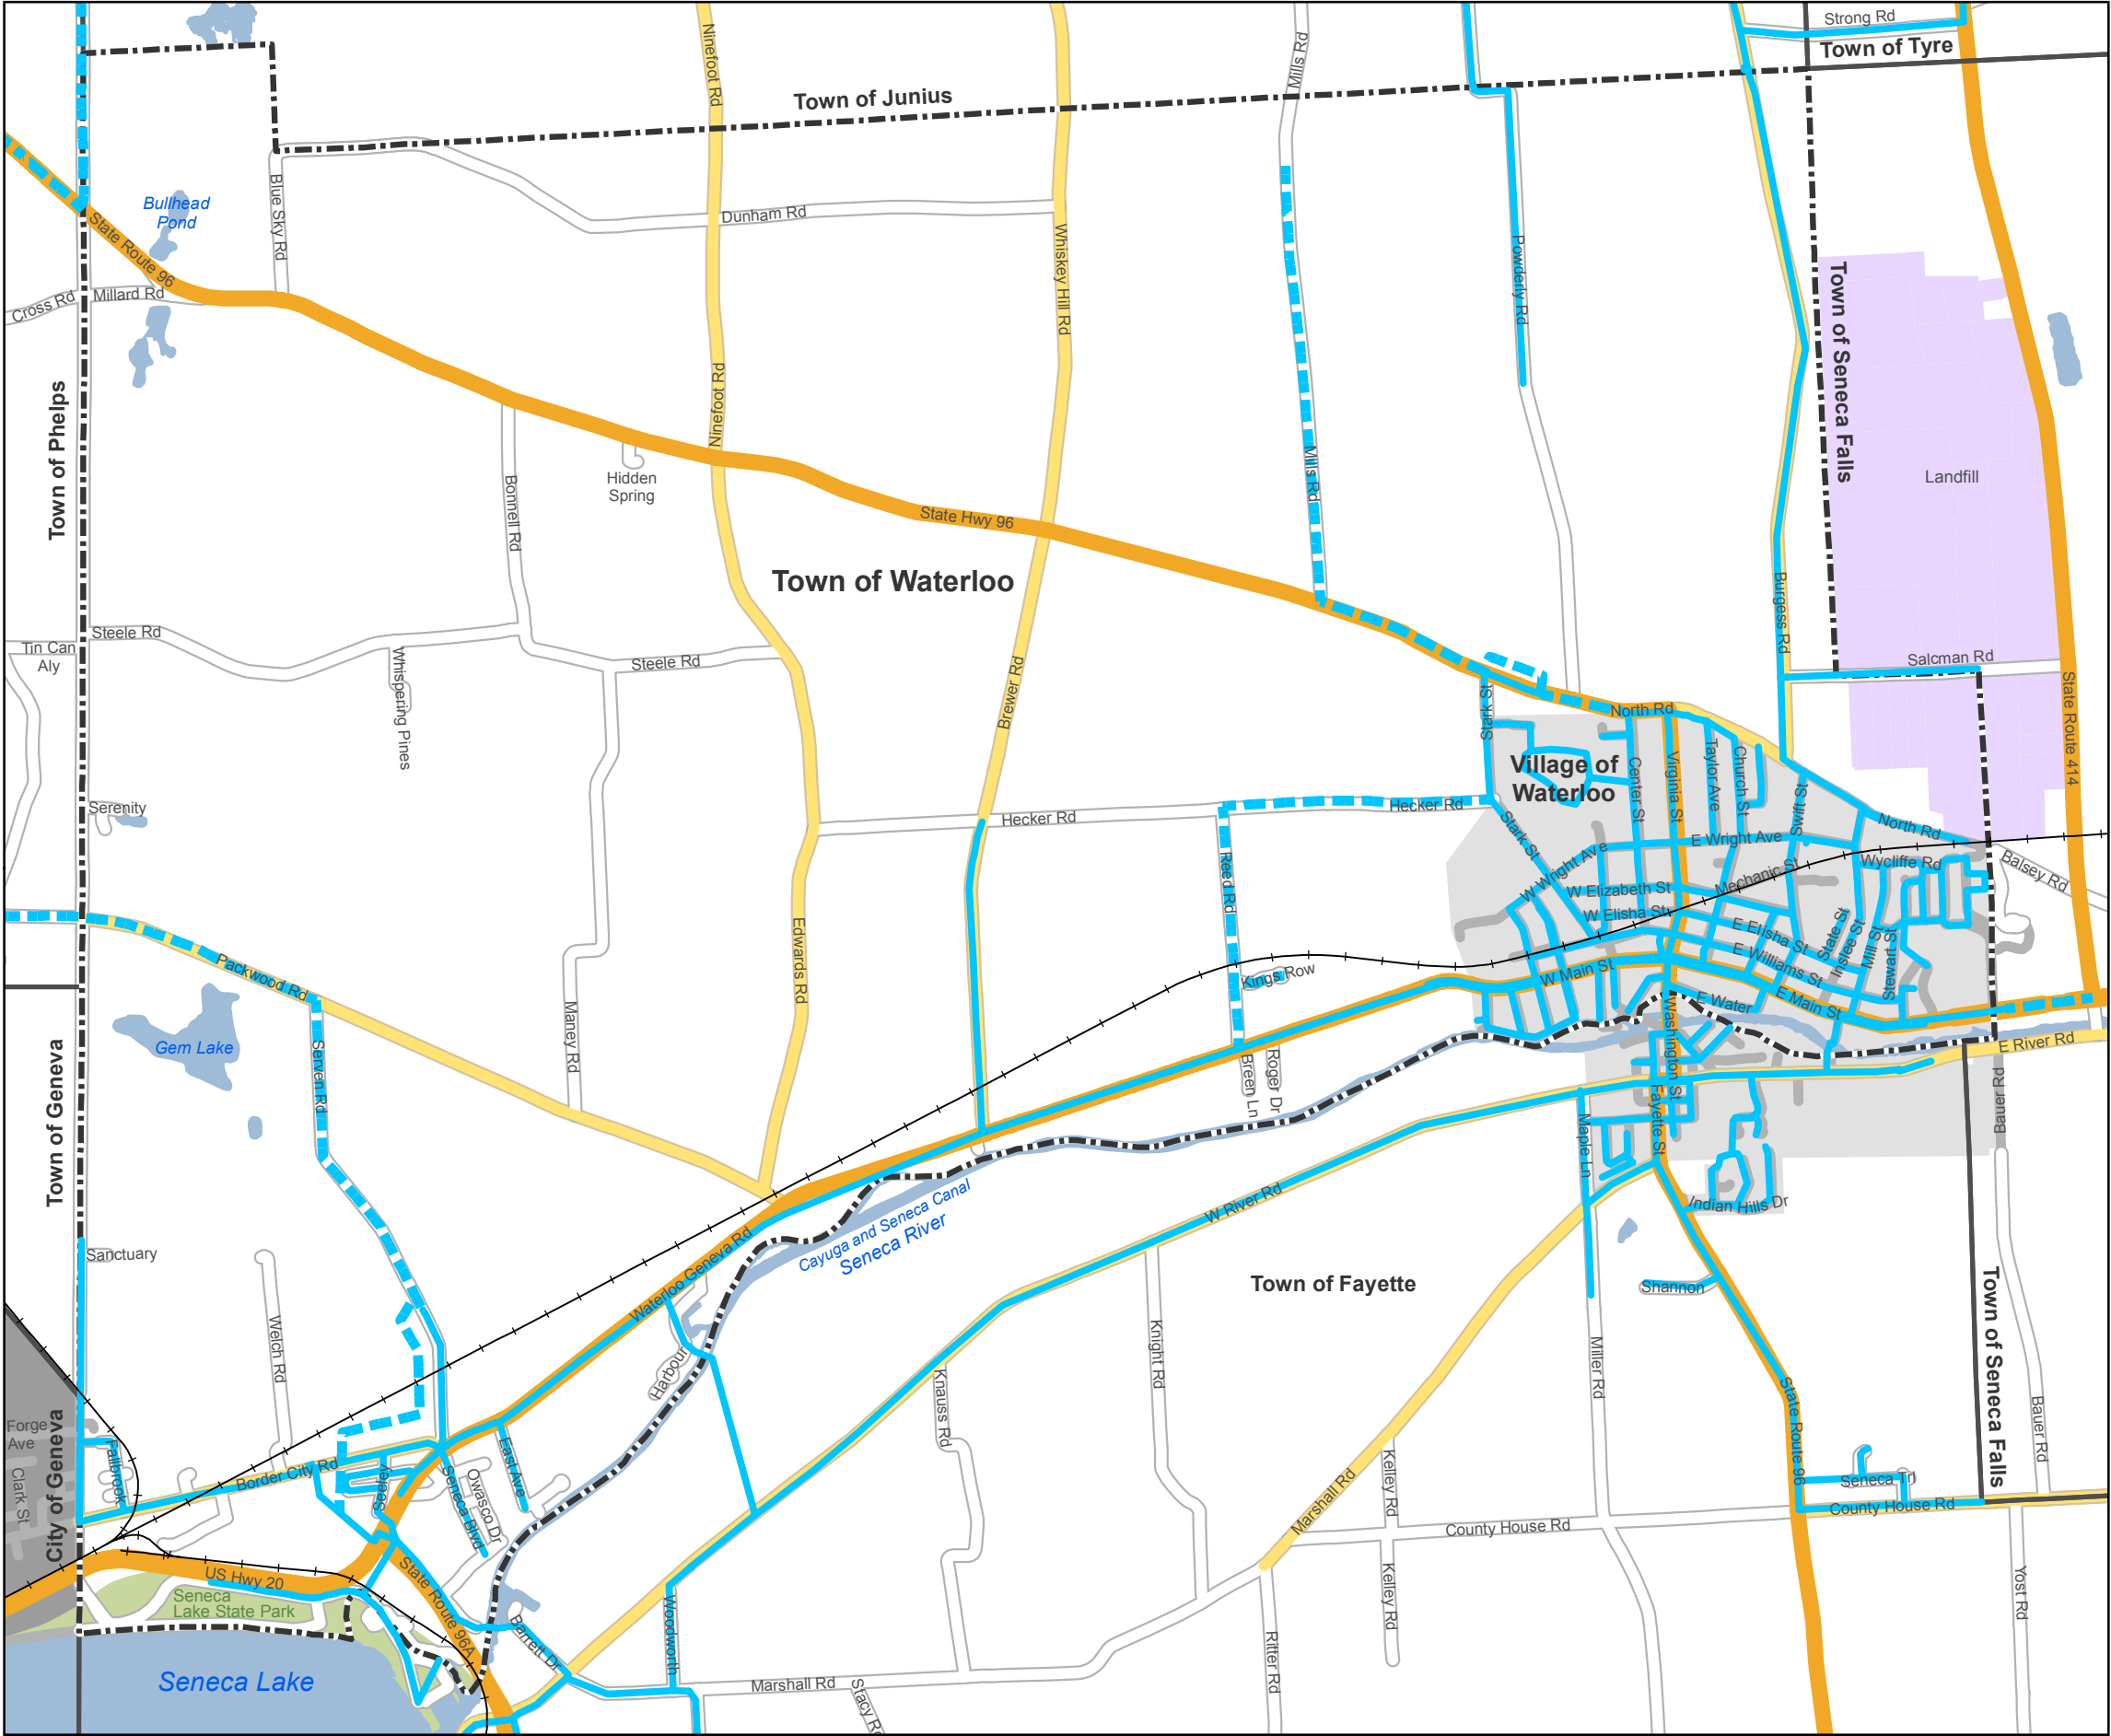 Strong Rd
Town of Tyre
Ninefoot Rd
Mills Rd
Town of Junius
Bullhead
Pond
Blue Sky Rd
Dunham Rd
State Route 96
Whiskey Hill Rd
Powderly Rd
Town of Seneca Falls
Cross Rd
Millard Rd
Town of Phelps
Ninefoot Rd
Hidden
Spring
Bonnell Rd
Mills Rd
Landfill
State Hwy 96
Town of Waterloo
Burgess Rd
Steele Rd
Tin Can
Aly
Whispering Pines
Steele Rd
Brewer Rd
Salcman Rd
State Route 414
Stark St
North Rd
Village of
Waterloo
Center St
Virginia St
Taylor Ave
Church St
Swift St
Serenity
Hecker Rd
Hecker Rd
Stark St
North Rd
E Wright Ave
W Wright Ave
Mechanic St
Wycliffe Rd
Balsey Rd
Reed Rd
W Elizabeth St
W Elisha St
E Elisha St
State St
Inslee St
Mill St
Stewart St
E Williams St
Edwards Rd
Packwood Rd
Kings Row
W Main St
E Water
E Main St
Gem Lake
Serven Rd
Maney Rd
Town of Geneva
Breen Ln
Roger Dr
Washington St
E River Rd
Bauer Rd
Fayette St
Maple Ln
Indian Hills Dr
W River Rd
Cayuga and Seneca Canal
Seneca River
Waterloo Geneva Rd
Sanctuary
Town of Fayette
Shannon
Town of Seneca Falls
Welch Rd
Harbour
Knauss Rd
Knight Rd
Miller Rd
State Route 96
Bauer Rd
Forge
Ave
Clark St
City of Geneva
Fallbrook
Border City Rd
Seeley
Seneca Blvd
Owasco Dr
East Ave
Marshall Rd
Kelley Rd
Seneca Trl
County House Rd
County House Rd
US Hwy 20
Seneca
Lake State Park
State Route 96A
Barrett Dr
Woodworth
Kelley Rd
Yost Rd
Ritter Rd
Seneca Lake
Marshall Rd
Stacy Rd